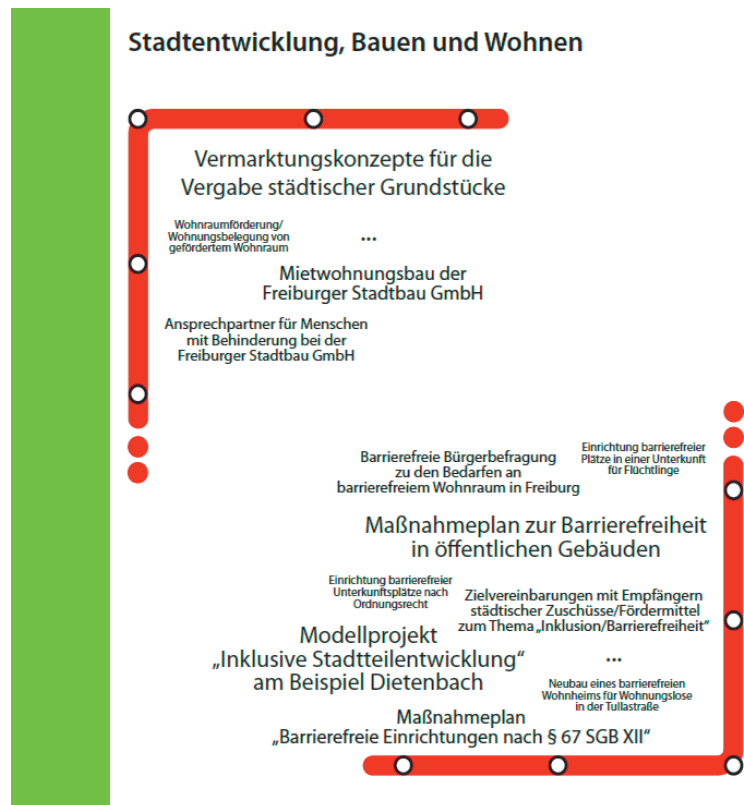 Stadtentwicklung, Bauen und Wohnen
Vermarktungskonzepte für die
Vergabe städtischer Grundstücke
Wohnraumförderung/
Wohnungsbelegung von
gefördertem Wohnraum
...
Mietwohnungsbau der
Freiburger Stadtbau GmbH
Ansprechpartner für Menschen
mit Behinderung bei der
Freiburger Stadtbau GmbH
Barrierefreie Bürgerbefragung
zu den Bedarfen an
barrierefreiem Wohnraum in Freiburg
Einrichtung barrierefreier
Plätze in einer Unterkunft
für Flüchtlinge
Maßnahmeplan zur Barrierefreiheit
in öffentlichen Gebäuden
Einrichtung barrierefreier
Unterkunftsplätze nach
Ordnungsrecht
Zielvereinbarungen mit Empfängern
städtischer Zuschüsse/Fördermittel
zum Thema „Inklusion/Barrierefreiheit“
Modellprojekt
„Inklusive Stadtteilentwicklung“
am Beispiel Dietenbach
...
Neubau eines barrierefreien
Wohnheims für Wohnungslose
in der Tullastraße
Maßnahmeplan
„Barrierefreie Einrichtungen nach § 67 SGB XII“